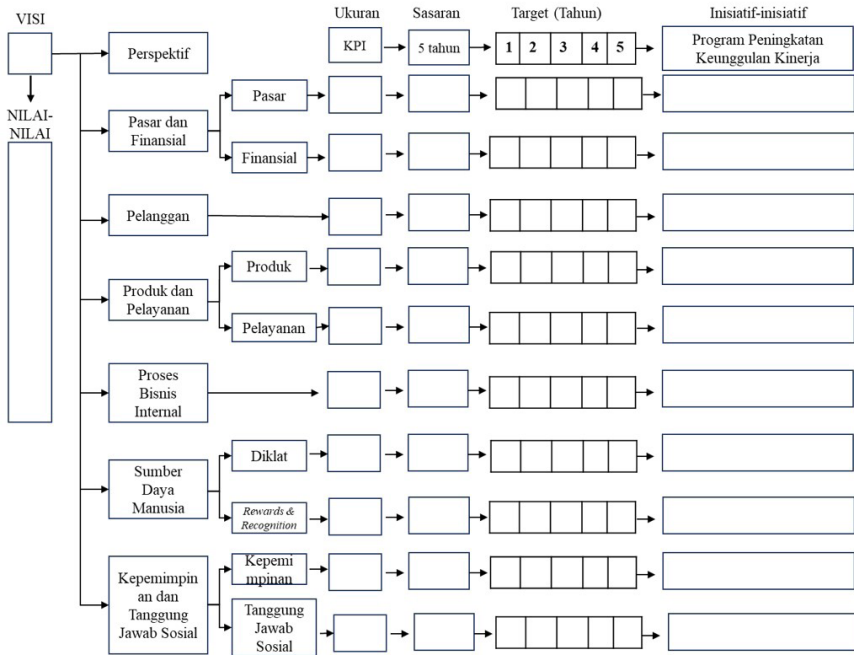 VISI
Ukuran
Sasaran
Target (Tahun)
Inisiatif-inisiatif
Perspektif
KPI
5 tahun
1 2 3 4 5
Program Peningkatan
Keunggulan Kinerja
NILAI-
NILAI
Pasar dan
Finansial
Pasar
Finansial
Pelanggan
Produk dan
Pelayanan
Produk
Pelayanan
Proses
Bisnis
Internal
Sumber
Daya
Manusia
Diklat
Rewards &
Recognition
Kepemimpin
an dan
Tanggung
Jawab Sosial
Kepemi
mpinan
Tanggung
Jawab
Sosial